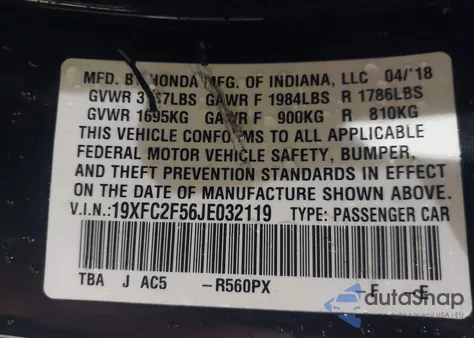 MFD. BY HONDA MFG. OF INDIANA, LLC 04/'18
GVWR LBS GAWR F 1984LBS R 1786LBS
GVWR 1695KG GAWR F 900KG R 810KG
THIS VEHICLE CONFORMS TO ALL APPLICABLE
FEDERAL MOTOR VEHICLE SAFETY, BUMPER,
AND THEFT PREVENTION STANDARDS IN EFFECT
ON THE DATE OF MANUFACTURE SHOWN ABOVE.
V.I.N.:19XFC2F56JE032119 TYPE: PASSENGER CAR
TBA J AC5 -R560PX -E -E
autoShap